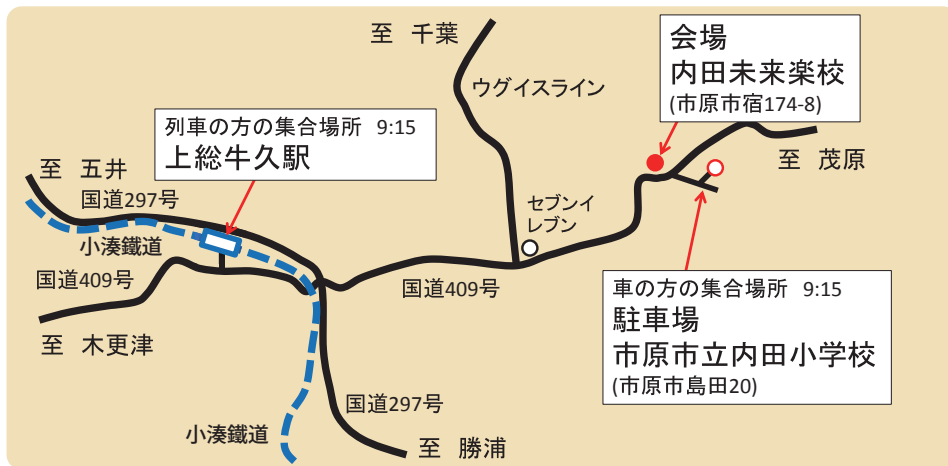 至 千葉
ウグイスライン
会場
内田未来楽校
(市原市宿174-8)
列車の方の集合場所 9:15
上総牛久駅
至 茂原
至 五井
国道297号
小湊鐵道
国道409号
至 木更津
セブンイ
レブン
国道409号
車の方の集合場所 9:15
駐車場
市原市立内田小学校
(市原市島田20)
国道297号
小湊鐵道
至 勝浦